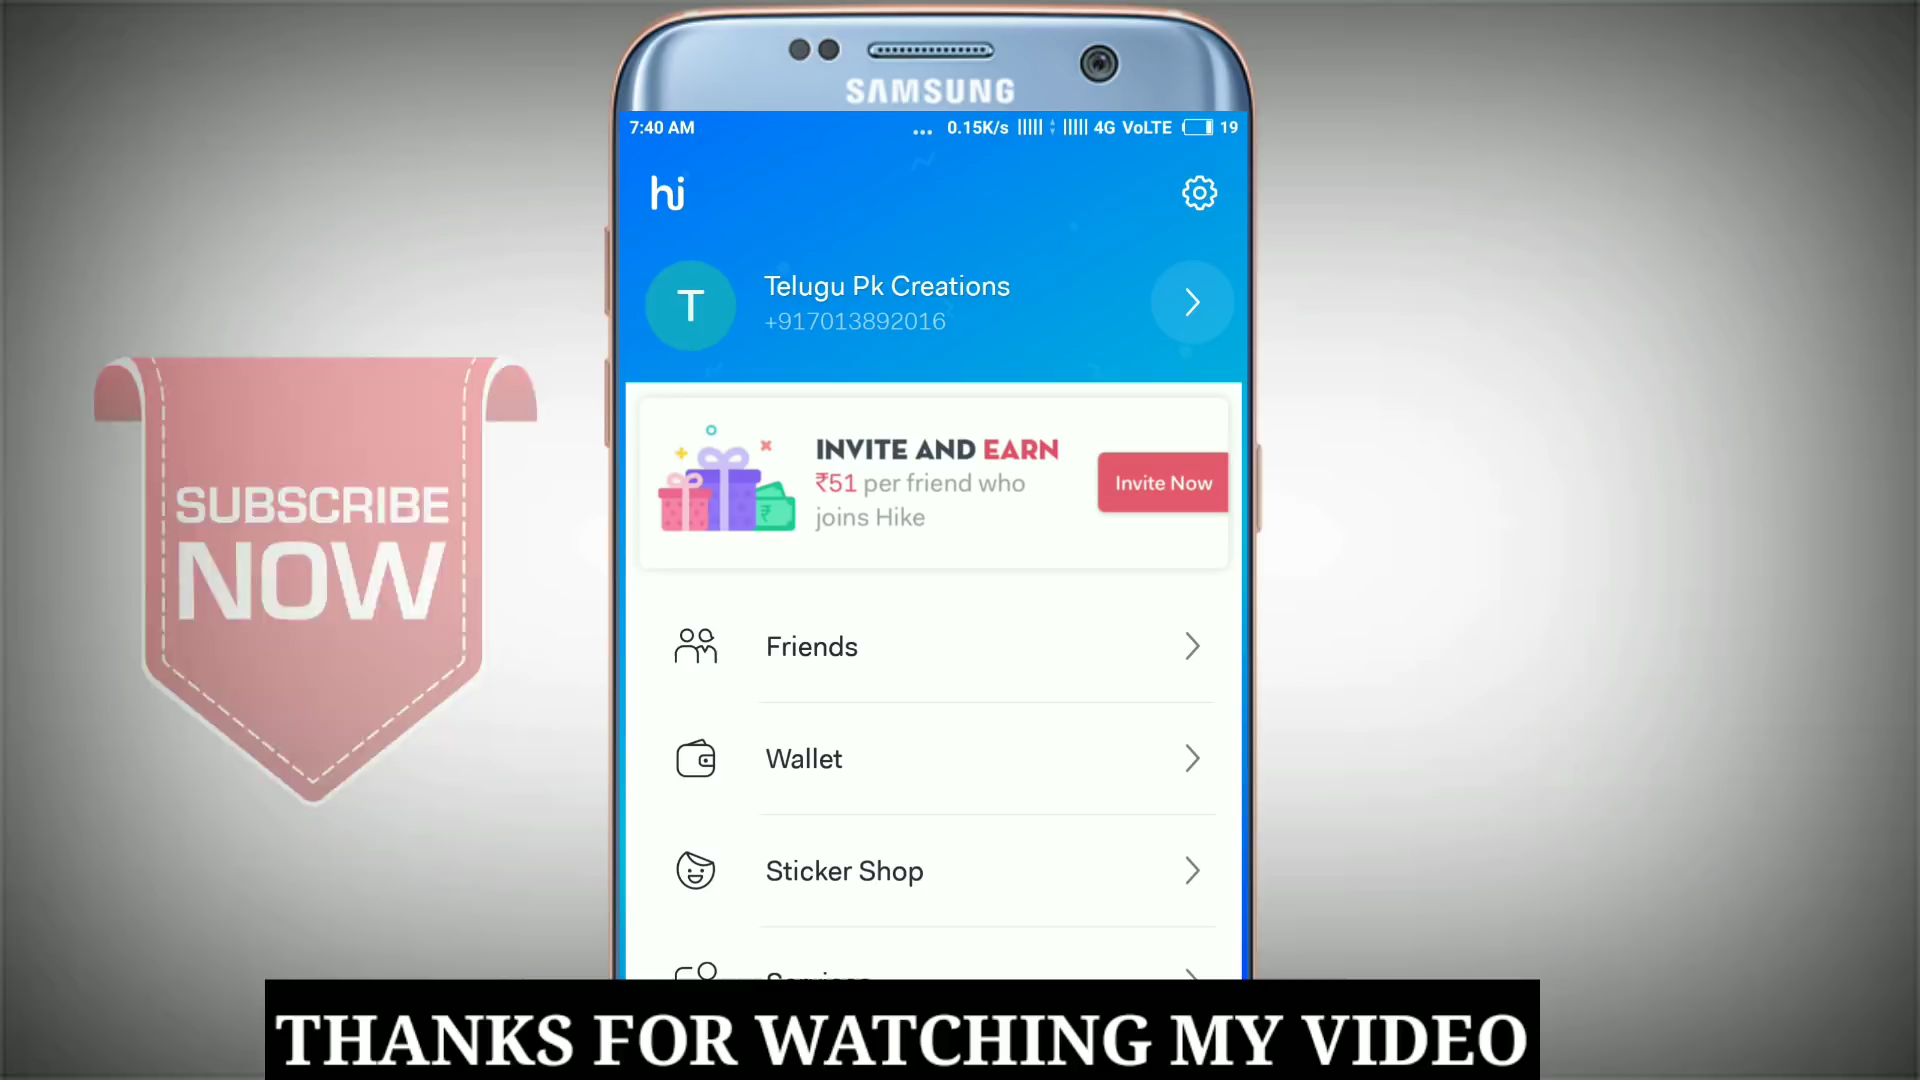 SAMSUNG
7:40 AM
... 0.15K/s 4G VoLTE 19
hi
T
Telugu Pk Creations
+917013892016
INVITE AND EARN
₹51 per friend who
joins Hike
Invite Now
SUBSCRIBE
NOW
Friends
Wallet
Sticker Shop
Services
THANKS FOR WATCHING MY VIDEO